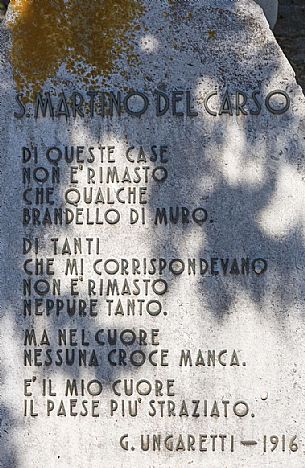 S. MARTINO DEL CARSO
DI QUESTE CASE
NON E' RIMASTO
CHE QUALCHE
BRANDELLO DI MURO.
DI TANTI
CHE MI CORRISPONDEVANO
NON E' RIMASTO
NEPPURE TANTO.
MA NEL CUORE
NESSUNA CROCE MANCA.
E' IL MIO CUORE
IL PAESE PIU' STRAZIATO.
G. UNGARETTI - 1916